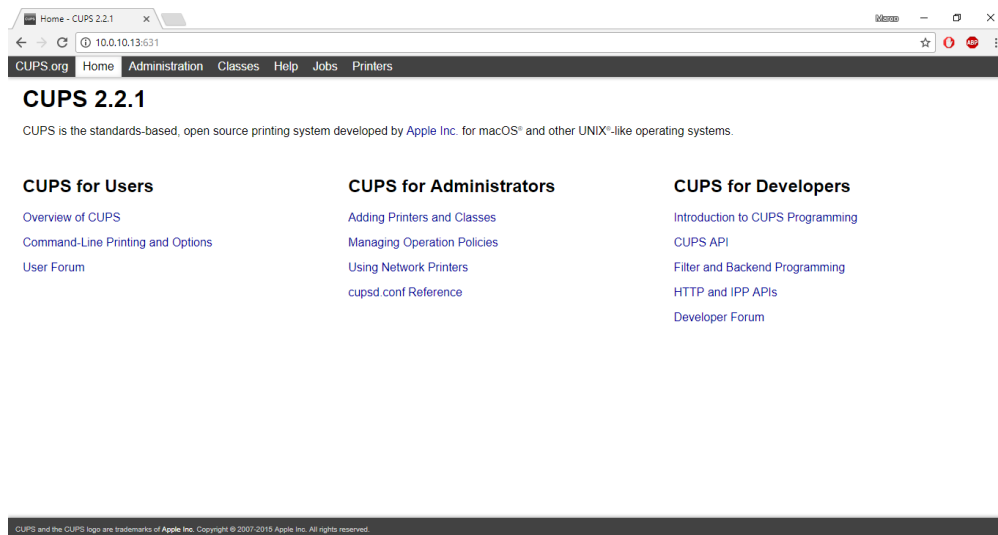 Home - CUPS 2.2.1
Marco
10.0.10.13:631
ABP
CUPS.org Home Administration Classes Help Jobs Printers
CUPS 2.2.1
CUPS is the standards-based, open source printing system developed by Apple Inc. for macOS® and other UNIX®-like operating systems.
CUPS for Users
Overview of CUPS
Command-Line Printing and Options
User Forum
CUPS for Administrators
Adding Printers and Classes
Managing Operation Policies
Using Network Printers
cupsd.conf Reference
CUPS for Developers
Introduction to CUPS Programming
CUPS API
Filter and Backend Programming
HTTP and IPP APIs
Developer Forum
CUPS and the CUPS logo are trademarks of Apple Inc. Copyright © 2007-2015 Apple Inc. All rights reserved.